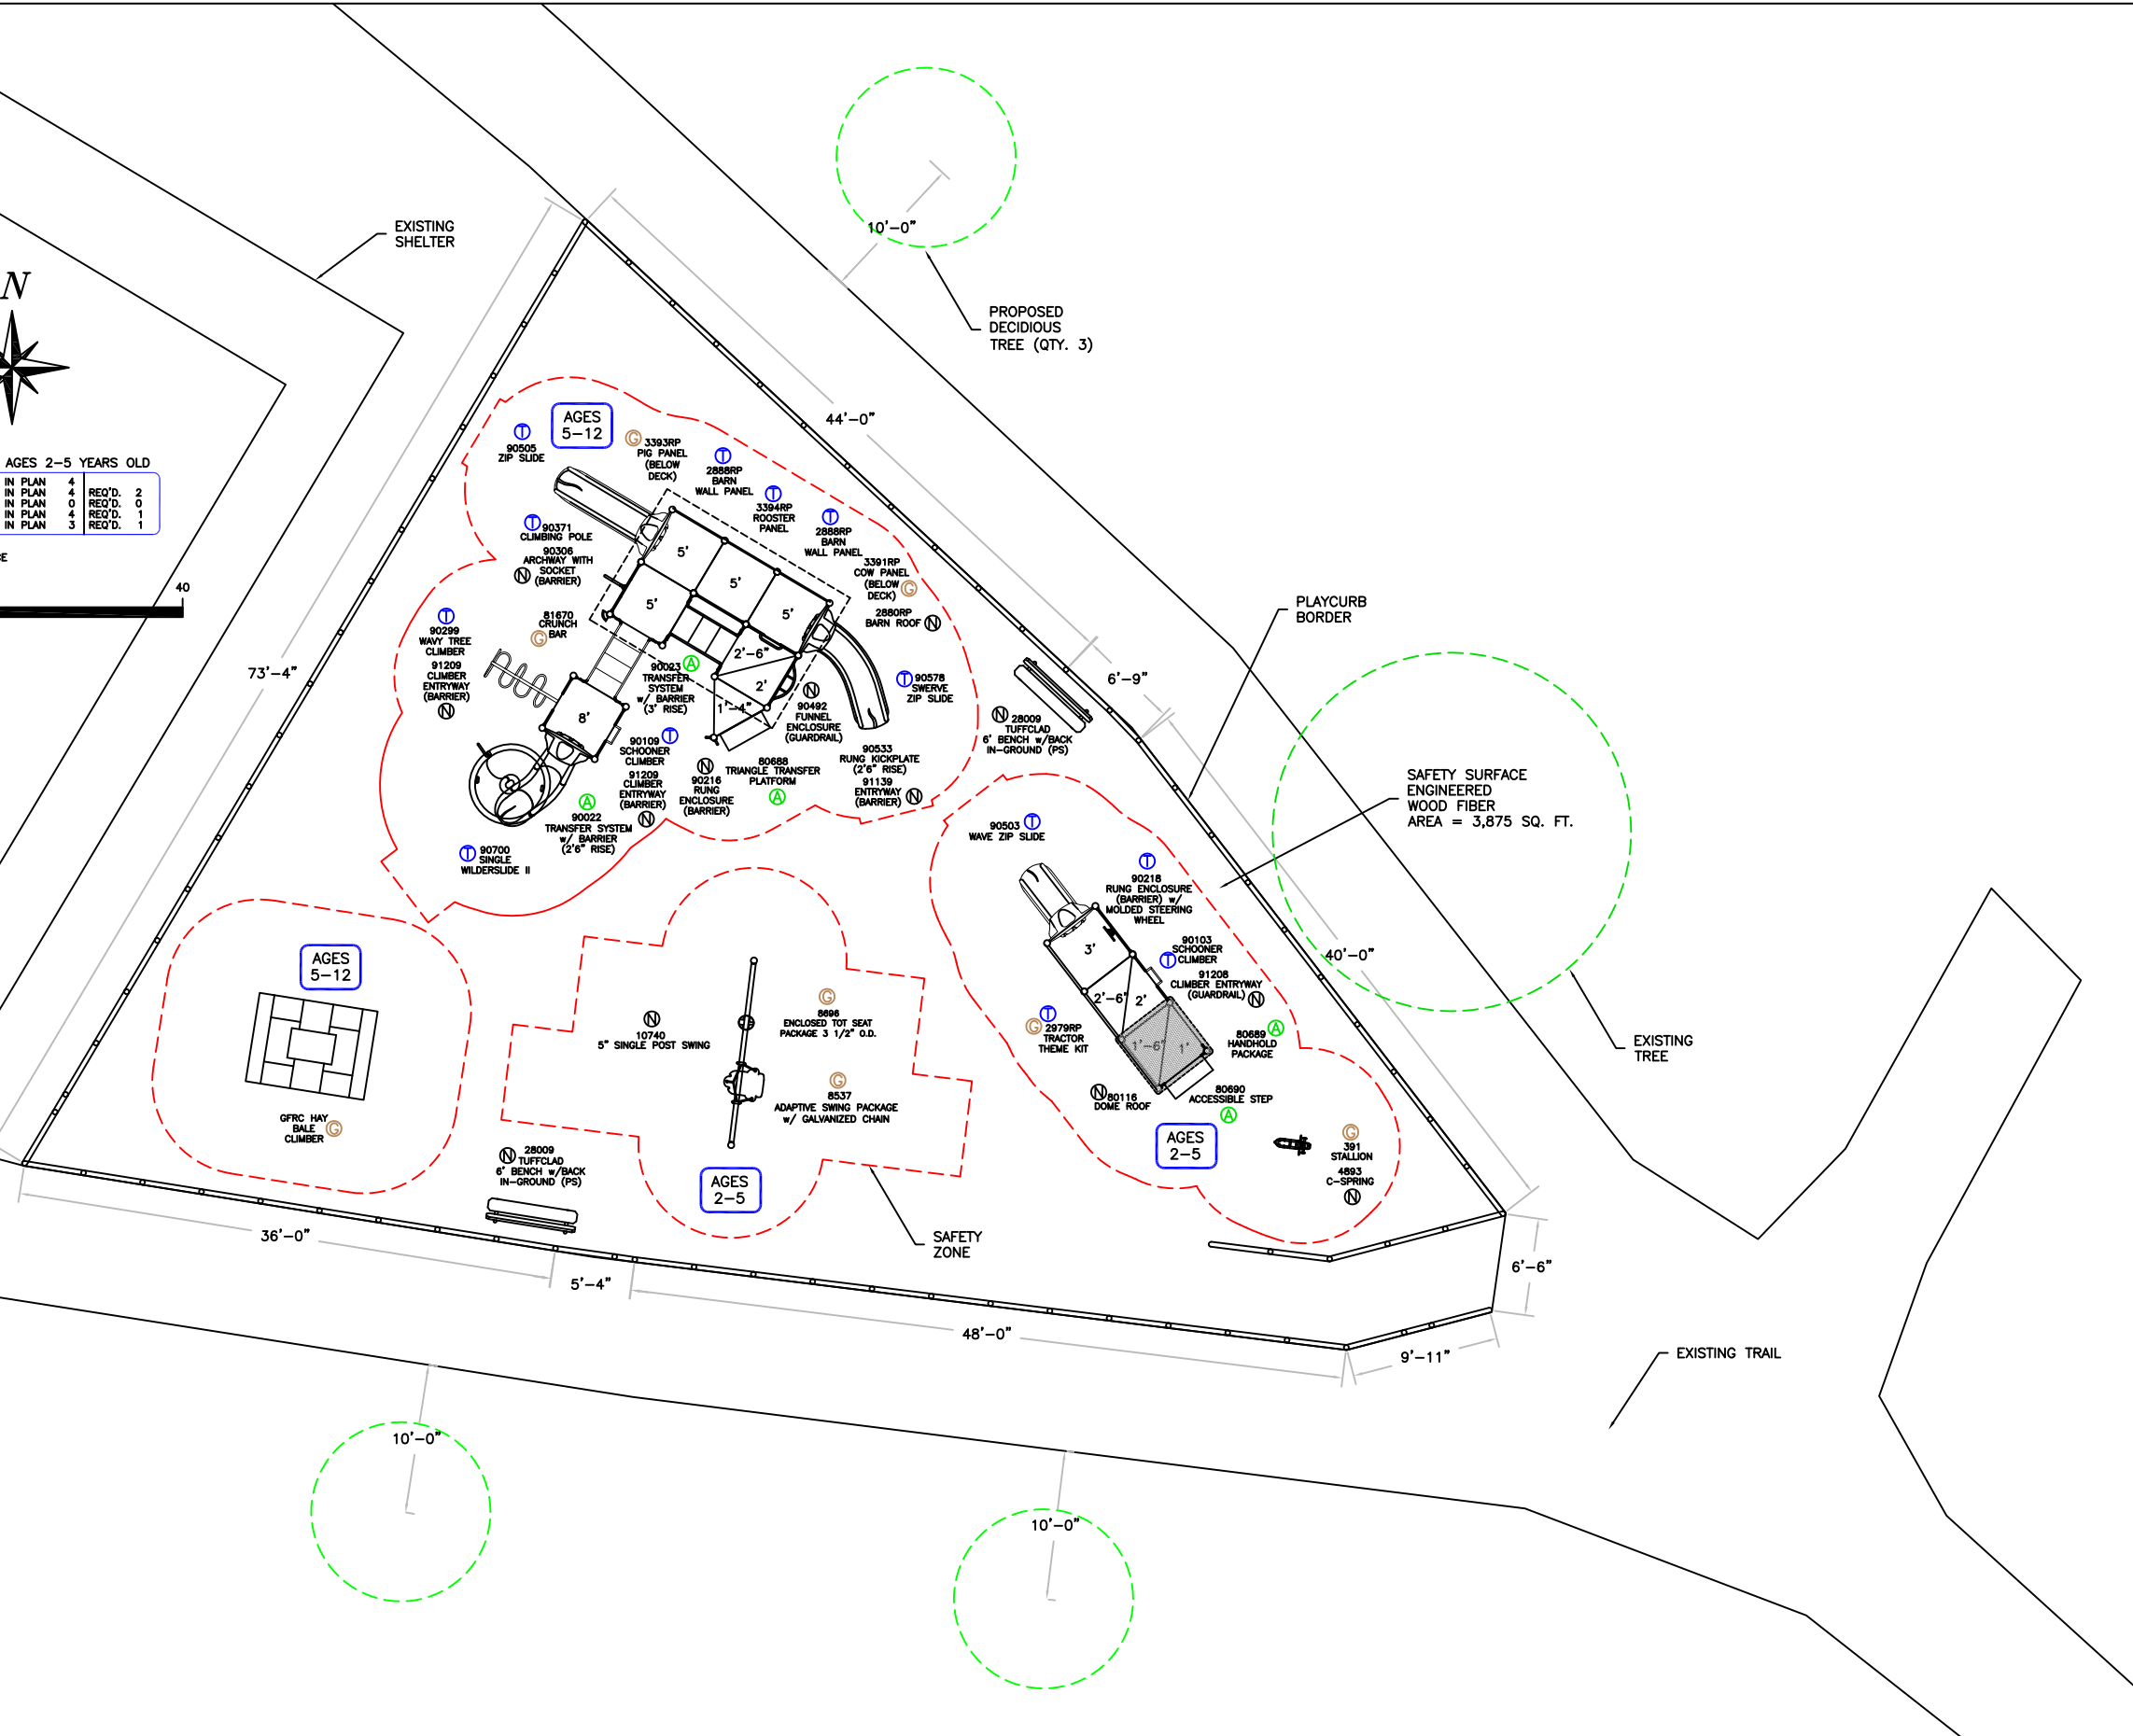 10'-0"
EXISTING
SHELTER
N
PROPOSED
DECIDIOUS
TREE (QTY. 3)
44'-0"
AGES
5-12
T
90505
ZIP SLIDE
G
3393RP
PIG PANEL
(BELOW
DECK)
T
2888RP
BARN
WALL PANEL
T
3394RP
ROOSTER
PANEL
T
2888RP
BARN
WALL PANEL
3391RP
COW PANEL
(BELOW
DECK) G
2880RP
BARN ROOF N
AGES 2-5 YEARS OLD
IN PLAN 4
IN PLAN 4 REQ'D. 2
IN PLAN 0 REQ'D. 0
IN PLAN 4 REQ'D. 1
IN PLAN 3 REQ'D. 1
40
T 90371
CLIMBING POLE
90306
ARCHWAY WITH
SOCKET
N (BARRIER)
81670
CRUNCH
G BAR
T
90299
WAVY TREE
CLIMBER
91209
CLIMBER
ENTRYWAY
(BARRIER)
N
5'
5'
5'
5'
2'-6"
2'
1'-4"
8'
A
90023
TRANSFER
SYSTEM
w/ BARRIER
(3' RISE)
N
90492
FUNNEL
ENCLOSURE
(GUARDRAIL)
T 90578
SWERVE
ZIP SLIDE
90533
RUNG KICKPLATE
(2'6" RISE)
91139
ENTRYWAY
(BARRIER) N
90109 T
SCHOONER
CLIMBER
91209
CLIMBER
ENTRYWAY
(BARRIER)
N
N
90216
RUNG
ENCLOSURE
(BARRIER)
80688
TRIANGLE TRANSFER
PLATFORM
A
A
90022
TRANSFER SYSTEM
w/ BARRIER
(2'6" RISE)
T 90700
SINGLE
WILDERSLIDE II
73'-4"
PLAYCURB
BORDER
6'-9"
N 28009
TUFFCLAD
6' BENCH w/BACK
IN-GROUND (PS)
SAFETY SURFACE
ENGINEERED
WOOD FIBER
AREA = 3,875 SQ. FT.
90503 T
WAVE ZIP SLIDE
T
90218
RUNG ENCLOSURE
(BARRIER) w/
MOLDED STEERING
WHEEL
90103
SCHOONER
T CLIMBER
91208
CLIMBER ENTRYWAY
(GUARDRAIL) N
3'
2'-6"
2'
1'-6"
1'
T
G 2979RP
TRACTOR
THEME KIT
80689 A
HANDHOLD
PACKAGE
N 80116
DOME ROOF
80690
ACCESSIBLE STEP
A
AGES
2-5
G
391
STALLION
4893
C-SPRING
N
40'-0"
EXISTING
TREE
AGES
5-12
GFRC HAY
BALE
CLIMBER G
N
10740
5" SINGLE POST SWING
G
8696
ENCLOSED TOT SEAT
PACKAGE 3 1/2" O.D.
G
8537
ADAPTIVE SWING PACKAGE
w/ GALVANIZED CHAIN
N 28009
TUFFCLAD
6' BENCH w/BACK
IN-GROUND (PS)
AGES
2-5
SAFETY
ZONE
36'-0"
5'-4"
48'-0"
6'-6"
9'-11"
EXISTING TRAIL
10'-0"
10'-0"